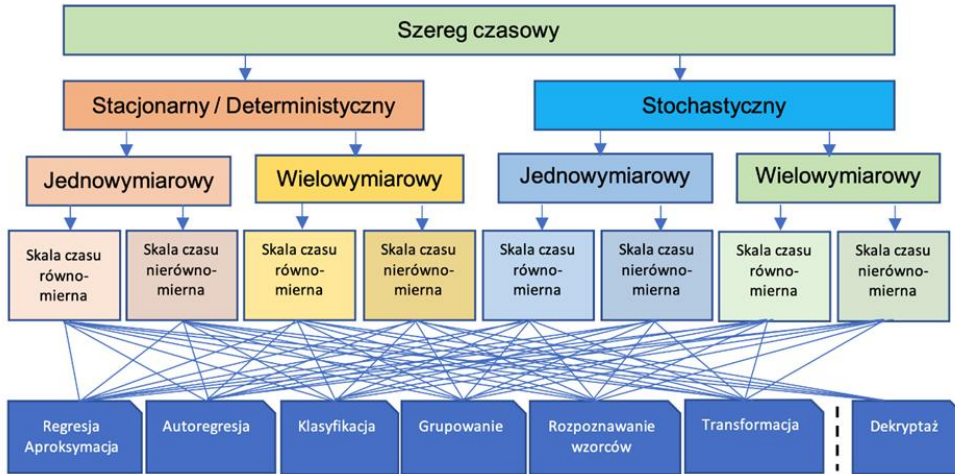 Szereg czasowy
Stacjonarny / Deterministyczny
Stochastyczny
Jednowymiarowy
Wielowymiarowy
Jednowymiarowy
Wielowymiarowy
Skala czasu
równo-
mierna
Skala czasu
nierówno-
mierna
Skala czasu
równo-
mierna
Skala czasu
nierówno-
mierna
Skala czasu
równo-
mierna
Skala czasu
nierówno-
mierna
Skala czasu
równo-
mierna
Skala czasu
nierówno-
mierna
Regresja
Aproksymacja
Autoregresja
Klasyfikacja
Grupowanie
Rozpoznawanie
wzorców
Transformacja
Dekryptaż